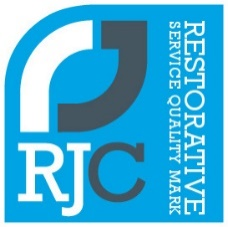 RJC
RESTORATIVE
SERVICE QUALITY MARK